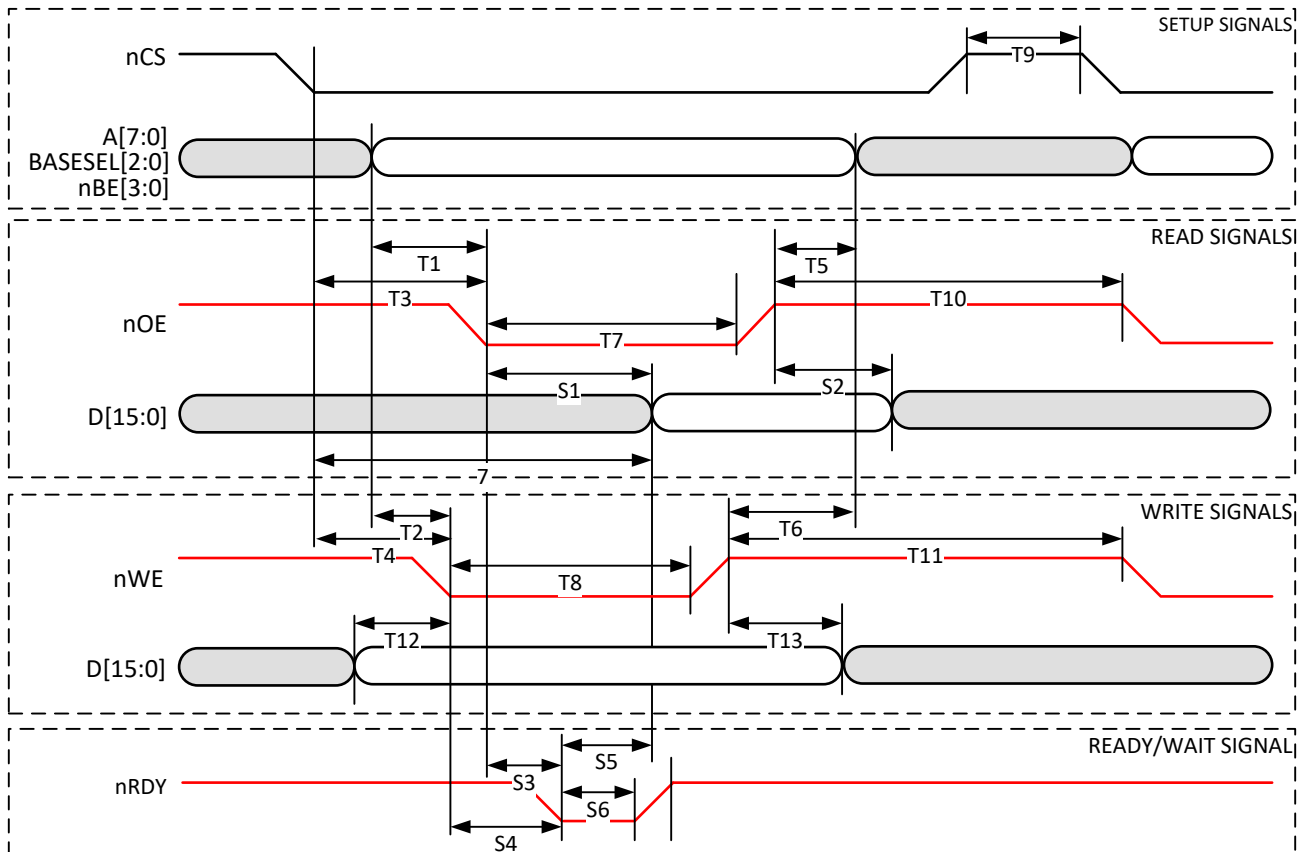 SETUP SIGNALS
nCS
T9
A[7:0]
BASESEL[2:0]
nBE[3:0]
READ SIGNALS
T1
T5
T3
T10
nOE
T7
S1
S2
D[15:0]
7
WRITE SIGNALS
T2
T6
T4
T11
nWE
T8
T12
T13
D[15:0]
READY/WAIT SIGNAL
S5
nRDY
S3
S6
S4